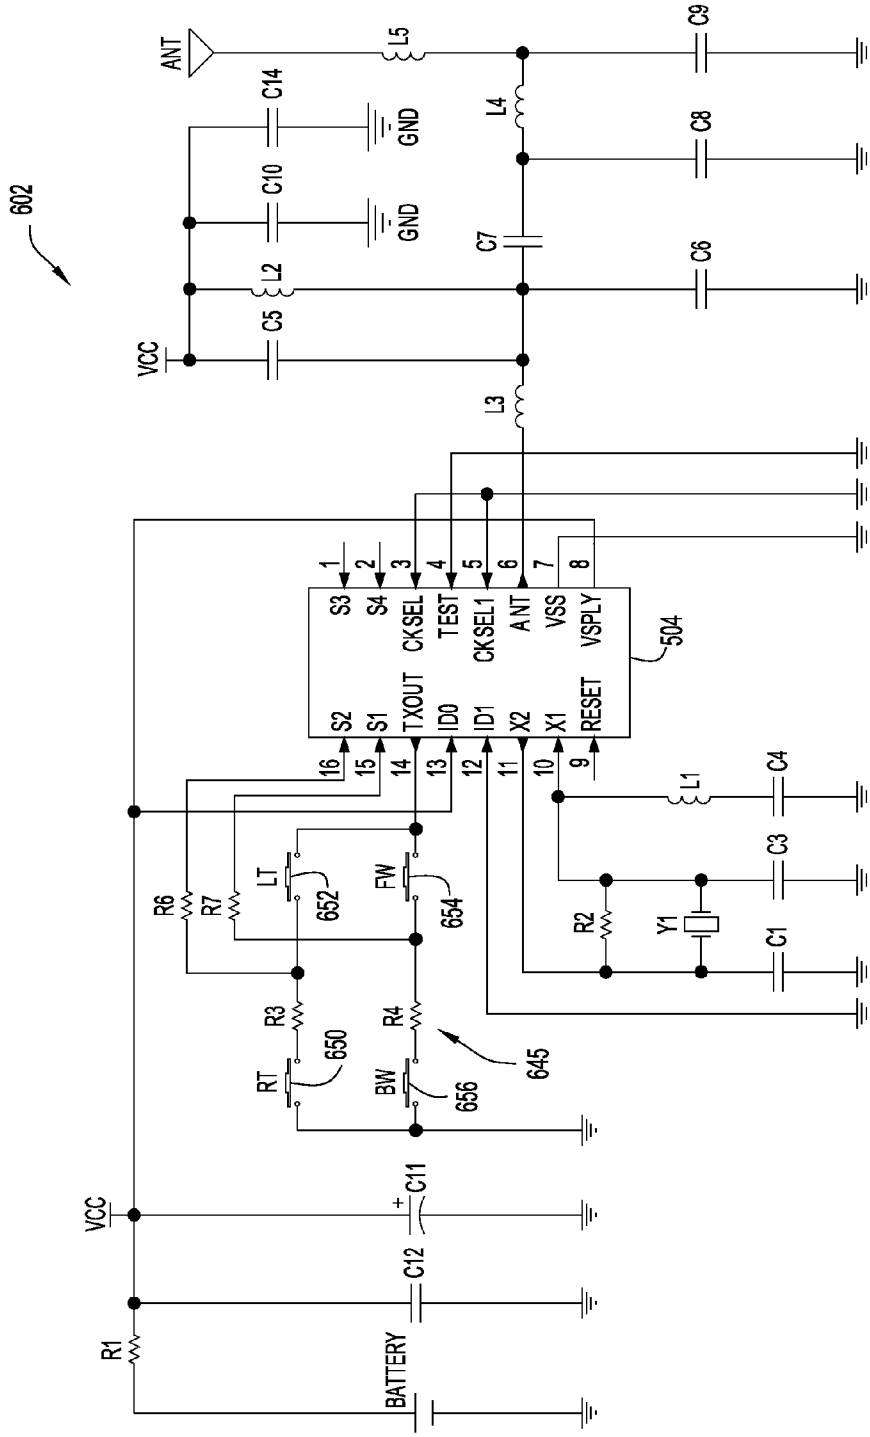 602
BATTERY
R1
C12
C11
+
VCC
RT
650
R3
BW
656
R4
645
LT
652
FW
654
R6
R7
16
15
14
13
12
11
10
9
S2
S1
TXOUT
ID0
ID1
X2
X1
RESET
S3
S4
CKSEL
TEST
CKSEL1
ANT
VSS
VSPLY
1
2
3
4
5
6
7
8
504
R2
Y1
C1
C3
L1
C4
VCC
C5
L2
C10
GND
C14
GND
ANT
L5
L3
C7
L4
C6
C8
C9